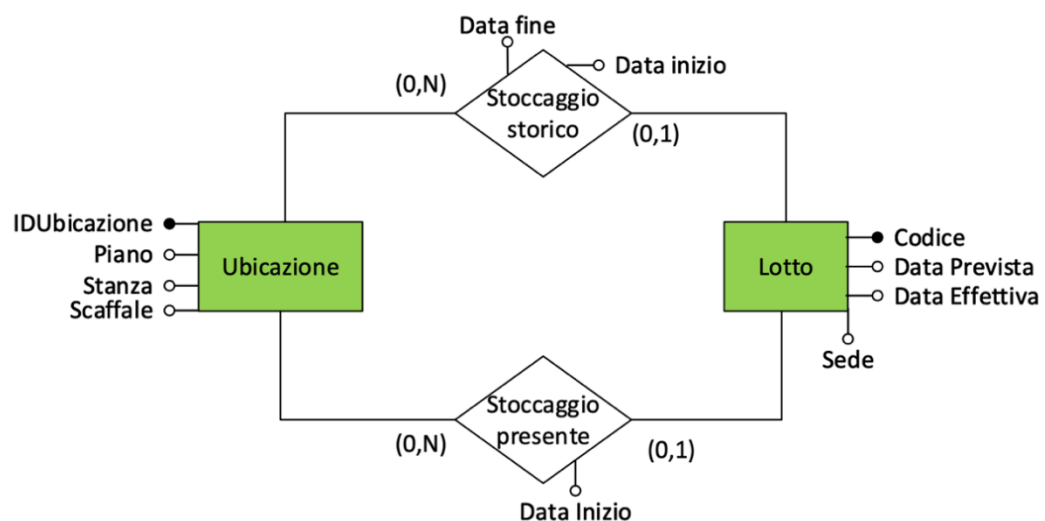 Data fine
Data inizio
(0,N)
Stoccaggio
storico
(0,1)
IDUbicazione
Piano
Stanza
Scaffale
Ubicazione
Lotto
Codice
Data Prevista
Data Effettiva
Sede
Stoccaggio
presente
(0,N)
(0,1)
Data Inizio